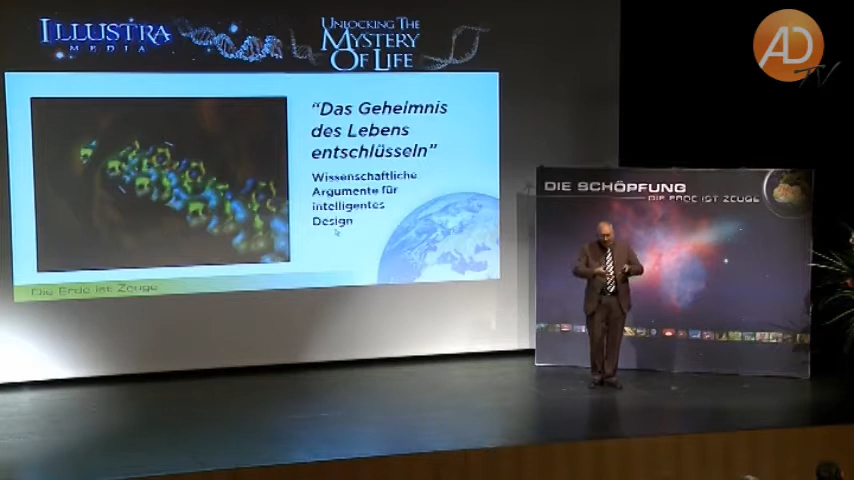 ILLUSTRA
MEDIA
UNLOCKING THE
MYSTERY
OF LIFE
AD
TV
"Das Geheimnis
des Lebens
entschlüsseln"
Wissenschaftliche
Argumente für
intelligentes
Design
Die Erde ist Zeuge
DIE SCHÖPFUNG
DIE ERDE IST ZEUGE